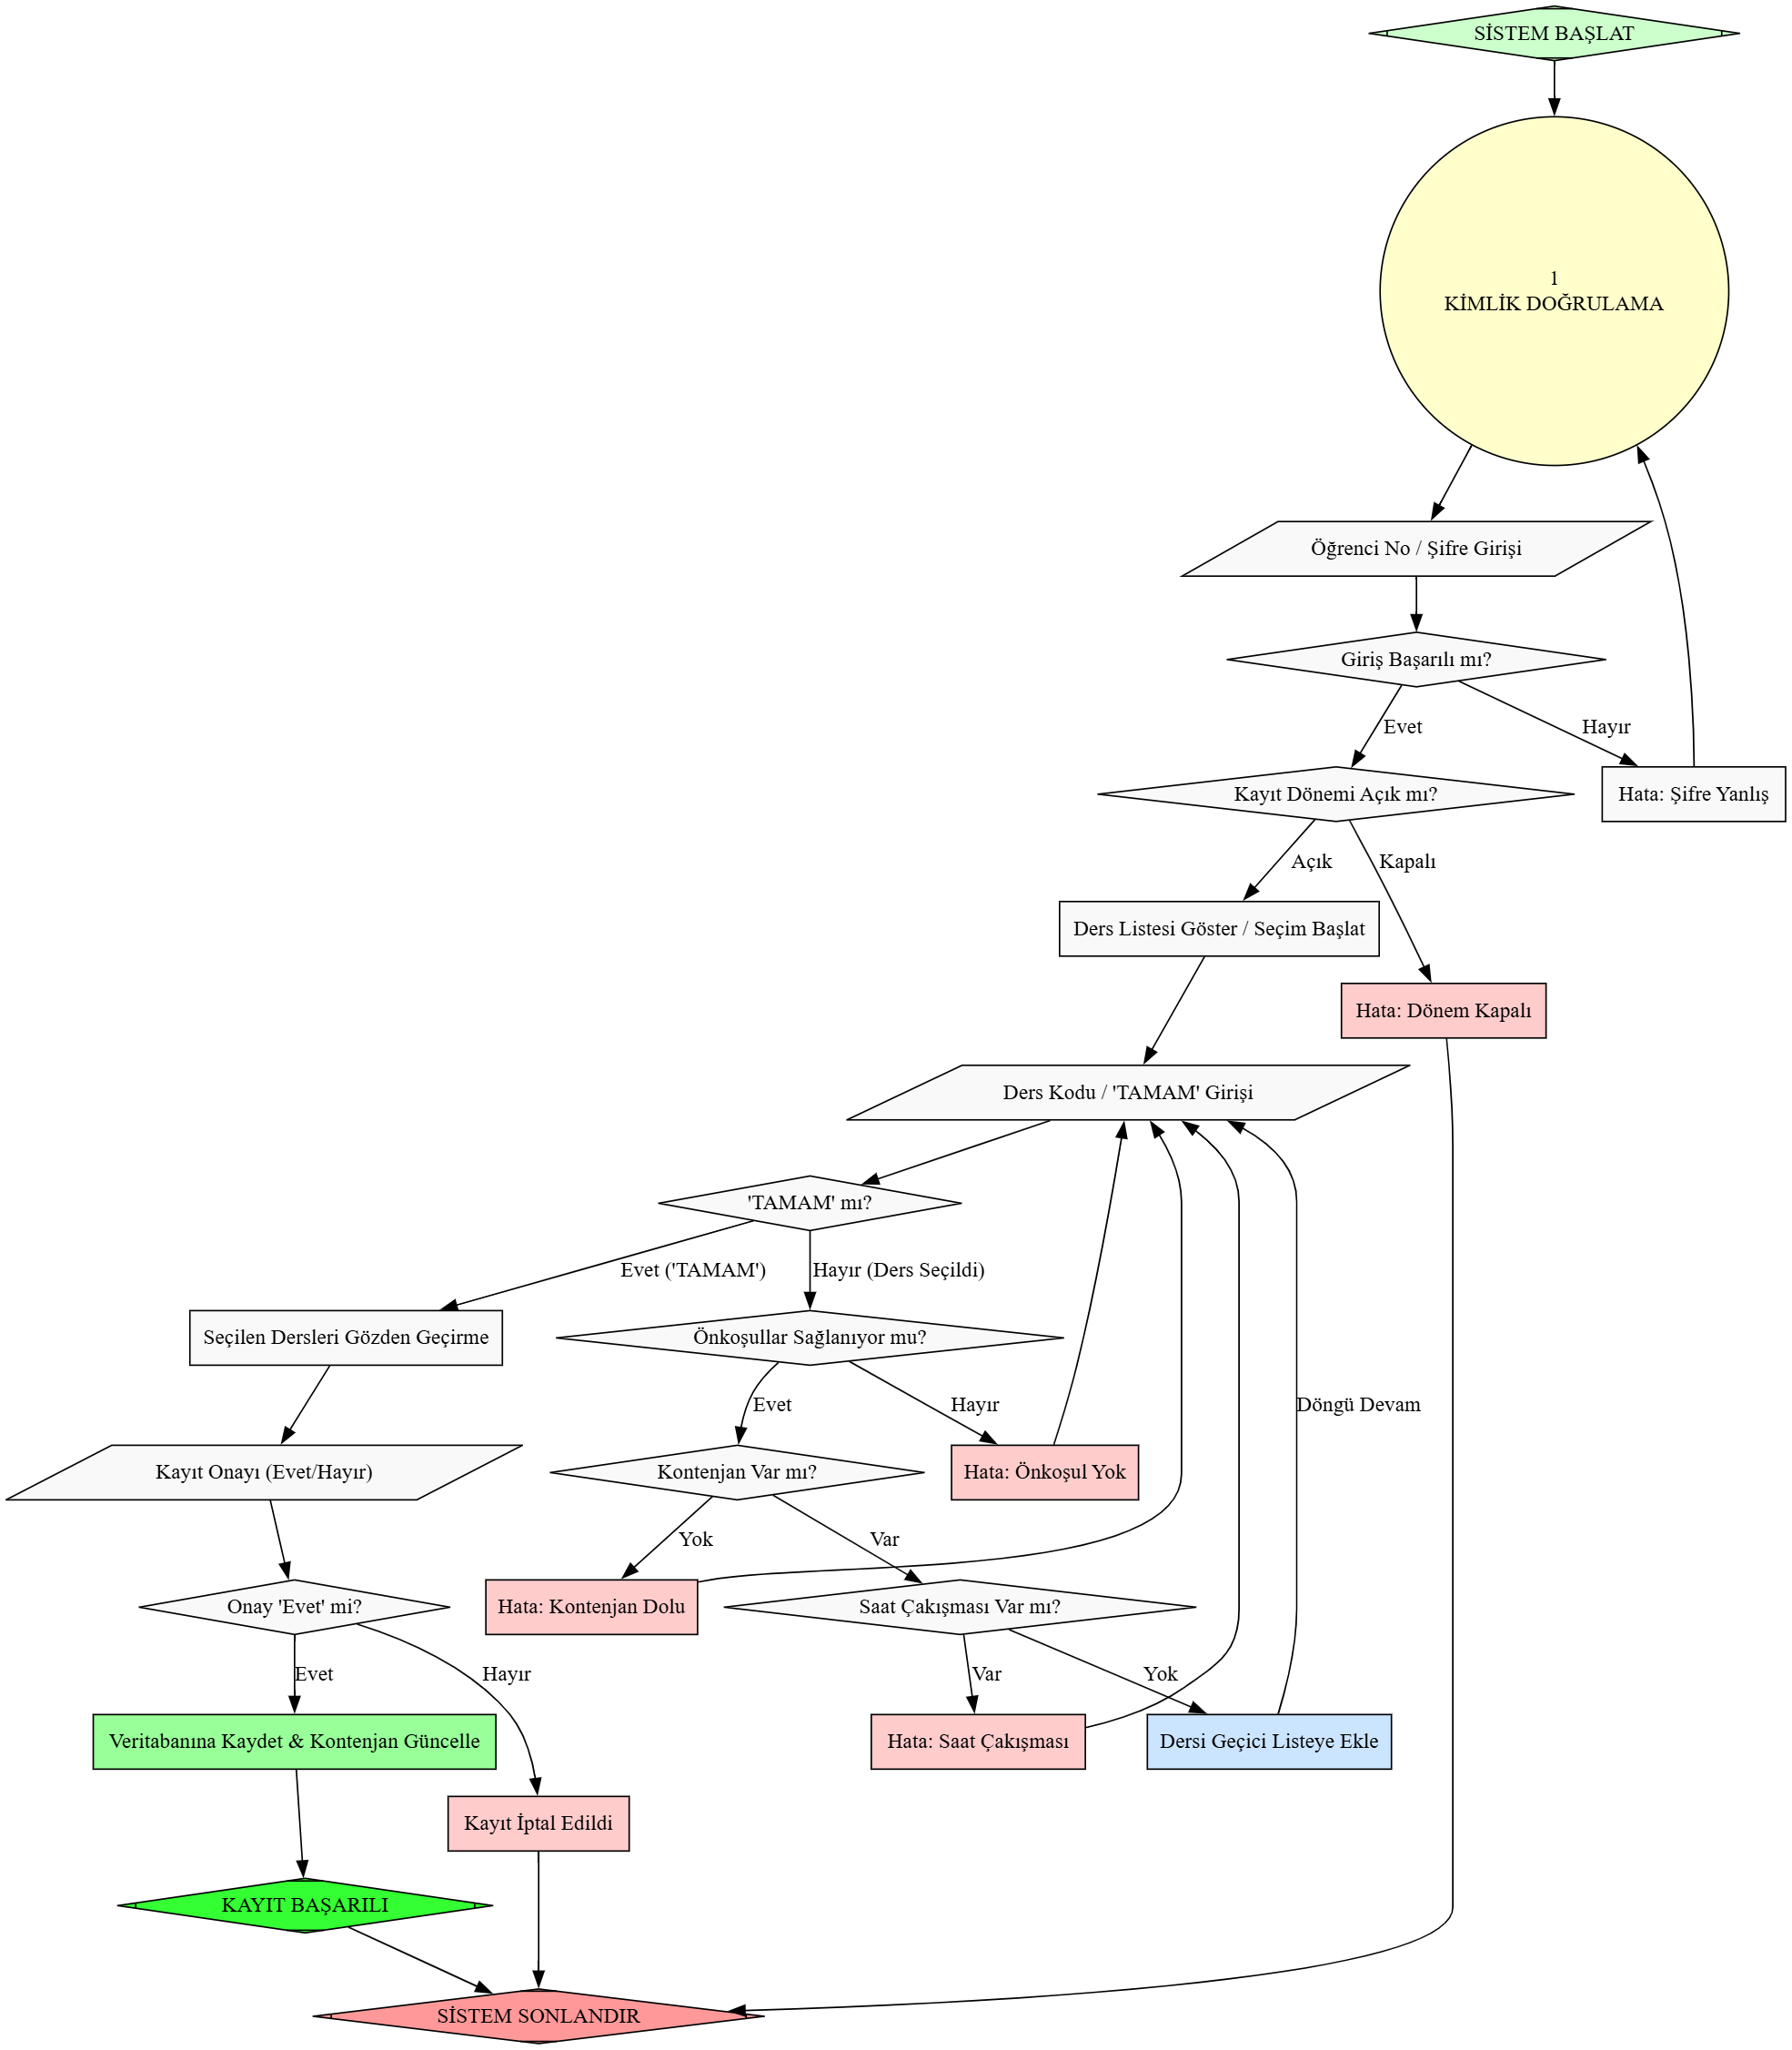 SİSTEM BAŞLAT
1
KİMLİK DOĞRULAMA
Öğrenci No / Şifre Girişi
Giriş Başarılı mı?
Evet
Hayır
Kayıt Dönemi Açık mı?
Hata: Şifre Yanlış
Açık
Kapalı
Ders Listesi Göster / Seçim Başlat
Hata: Dönem Kapalı
Ders Kodu / 'TAMAM' Girişi
'TAMAM' mı?
Evet ('TAMAM')
Hayır (Ders Seçildi)
Seçilen Dersleri Gözden Geçirme
Önkoşullar Sağlanıyor mu?
Evet
Hayır
Döngü Devam
Kayıt Onayı (Evet/Hayır)
Kontenjan Var mı?
Hata: Önkoşul Yok
Yok
Var
Onay 'Evet' mi?
Hata: Kontenjan Dolu
Saat Çakışması Var mı?
Evet
Hayır
Var
Yok
Veritabanına Kaydet & Kontenjan Güncelle
Hata: Saat Çakışması
Dersi Geçici Listeye Ekle
Kayıt İptal Edildi
KAYIT BAŞARILI
SİSTEM SONLANDIR